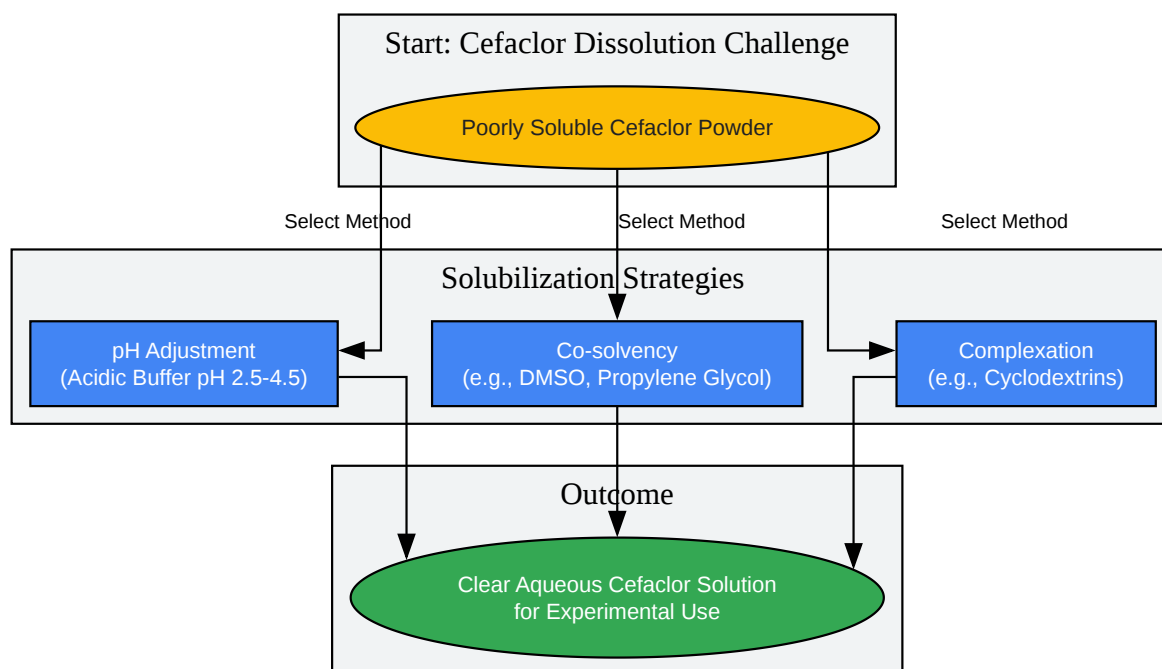 Start: Cefaclor Dissolution Challenge
Poorly Soluble Cefaclor Powder
Select Method
Select Method
Select Method
Solubilization Strategies
pH Adjustment
(Acidic Buffer pH 2.5-4.5)
Co-solvency
(e.g., DMSO, Propylene Glycol)
Complexation
(e.g., Cyclodextrins)
Outcome
Clear Aqueous Cefaclor Solution
for Experimental Use